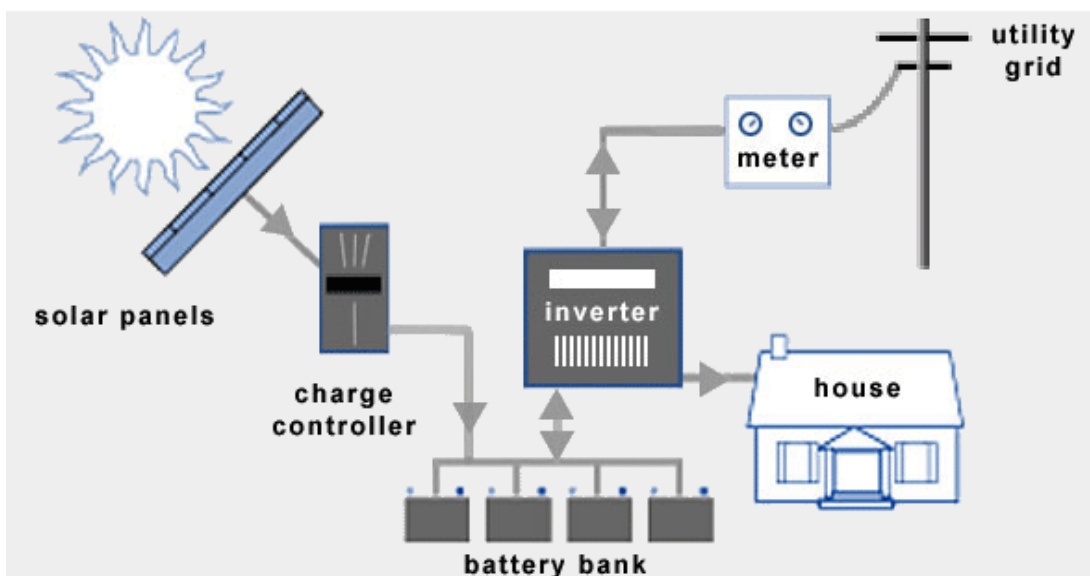 utility
grid
meter
solar panels
inverter
charge
controller
house
battery bank